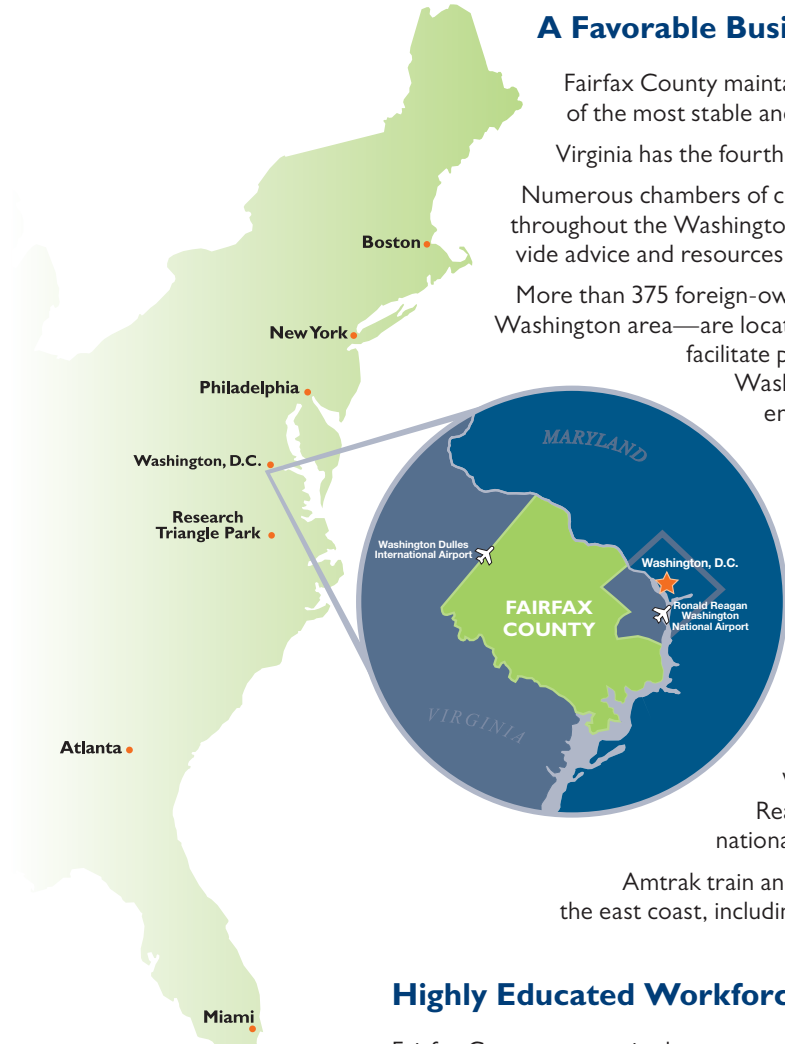 A Favorable Busi
Fairfax County mainta
of the most stable and
Virginia has the fourth
Numerous chambers of c
throughout the Washingto
vide advice and resources
More than 375 foreign-ow
Washington area—are locat
facilitate p
Wash
en
Boston
New York
Philadelphia
Washington, D.C.
Research
Triangle Park
Atlanta
Miami
MARYLAND
Washington Dulles
International Airport
Washington, D.C.
FAIRFAX
COUNTY
Ronald Reagan
Washington
National Airport
VIRGINIA
Rea
nationa
Amtrak train an
the east coast, includin
Highly Educated Workforc